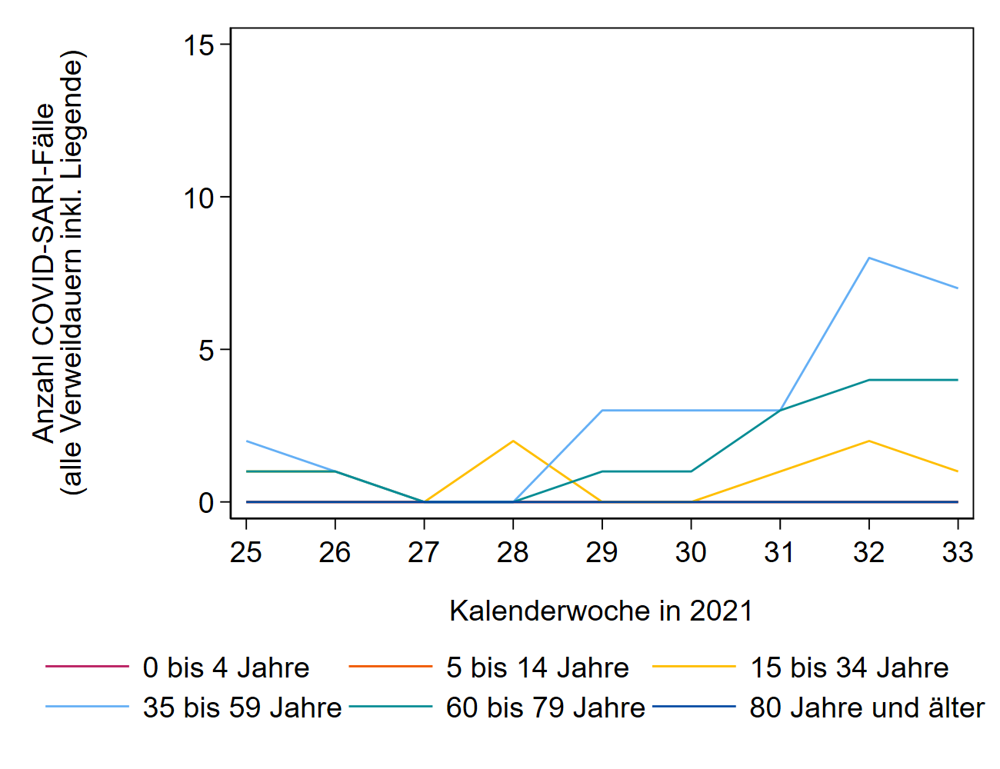 Anzahl COVID-SARI-Fälle
(alle Verweildauern inkl. Liegende)
15
10
5
0
25 26 27 28 29 30 31 32 33
Kalenderwoche in 2021
0 bis 4 Jahre 5 bis 14 Jahre 15 bis 34 Jahre
35 bis 59 Jahre 60 bis 79 Jahre 80 Jahre und älter